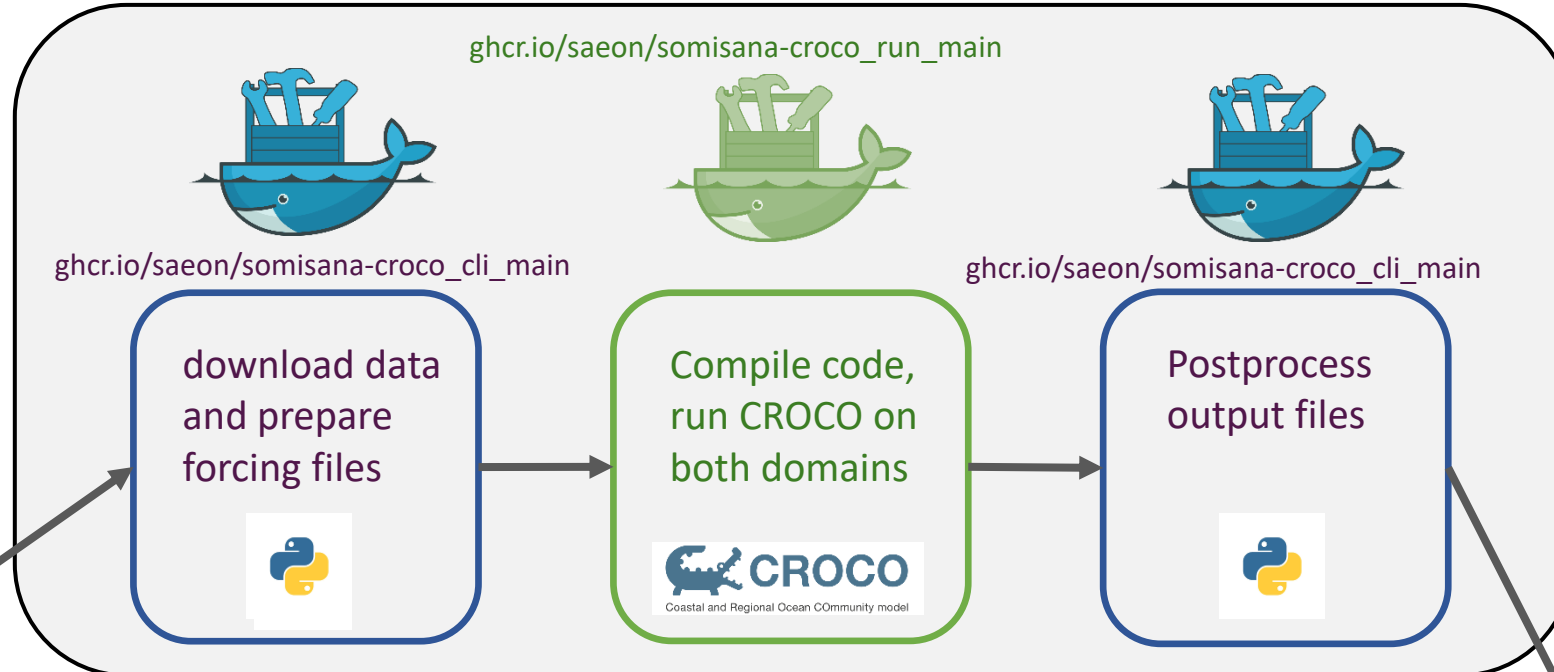 ghcr.io/saeon/somisana-croco_run_main
ghcr.io/saeon/somisana-croco_cli_main
ghcr.io/saeon/somisana-croco_cli_main
download data
and prepare
forcing files
Compile code,
run CROCO on
both domains
CROCO
Coastal and Regional Ocean COmmunity model
Postprocess
output files